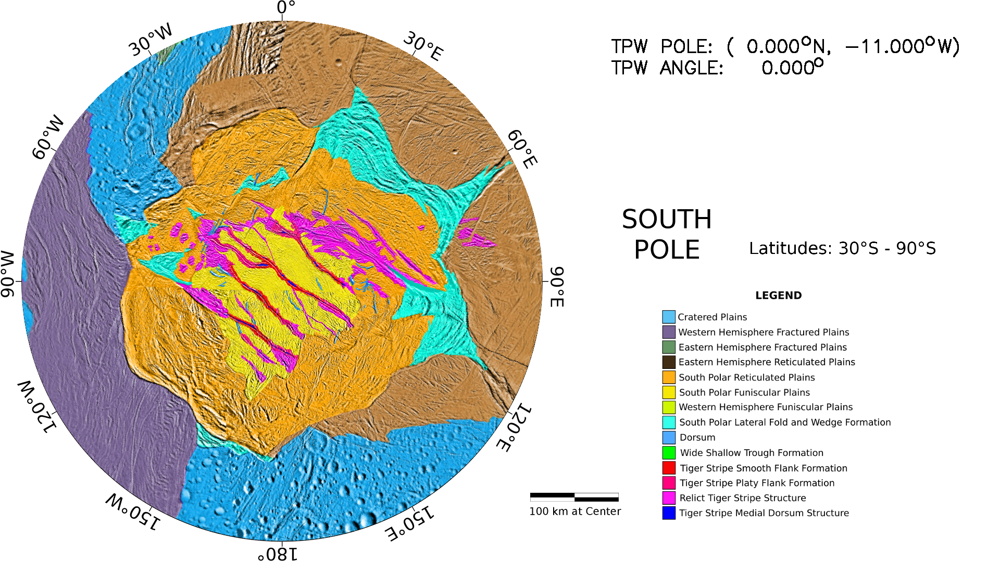 0°
30°W
30°E
60°W
60°E
90°W
90°E
120°W
120°E
150°W
150°E
180°
TPW POLE: ( 0.000°N, −11.000°W)
TPW ANGLE: 0.000°
SOUTH
POLE
Latitudes: 30°S - 90°S
LEGEND
Cratered Plains
Western Hemisphere Fractured Plains
Eastern Hemisphere Fractured Plains
Eastern Hemisphere Reticulated Plains
South Polar Reticulated Plains
South Polar Funiscular Plains
Western Hemisphere Funiscular Plains
South Polar Lateral Fold and Wedge Formation
Dorsum
Wide Shallow Trough Formation
Tiger Stripe Smooth Flank Formation
Tiger Stripe Platy Flank Formation
Relict Tiger Stripe Structure
Tiger Stripe Medial Dorsum Structure
100 km at Center